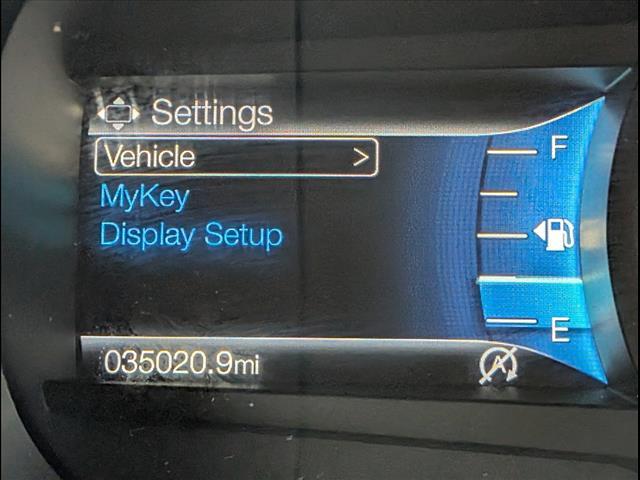 Settings
Vehicle >
MyKey
Display Setup
F
E
035020.9mi
A